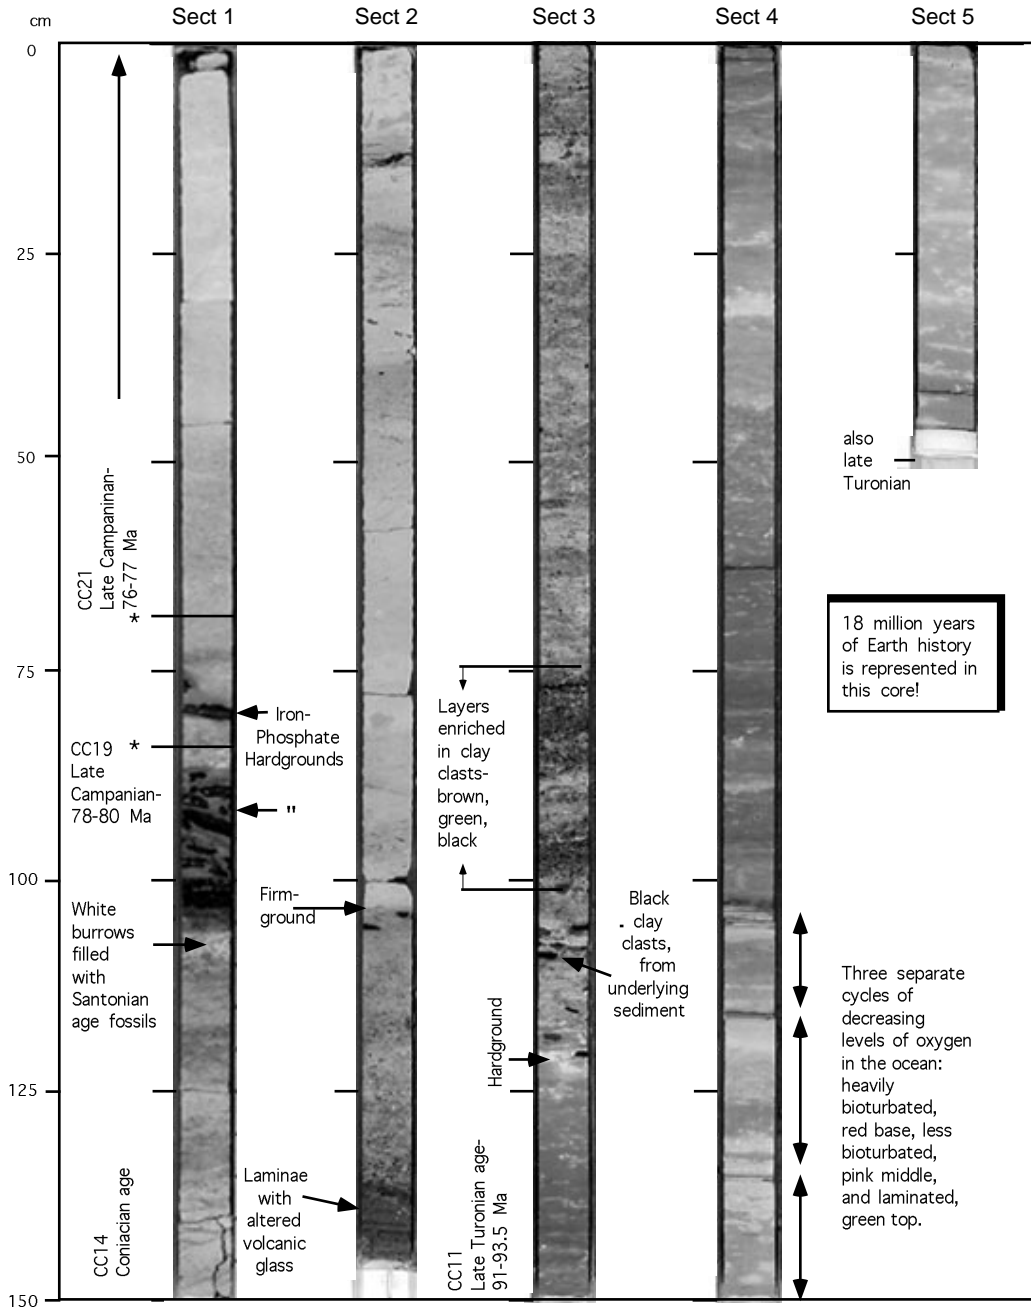 cm
Sect 1
Sect 2
Sect 3
Sect 4
Sect 5
0
25
50
75
100
125
150
CC21
Late Campaninan-
76-77 Ma
*
CC19 *
Late
Campanian-
78-80 Ma
White
burrows
filled
with
Santonian
age fossils
CC14
Coniacian age
Iron-
Phosphate
Hardgrounds
"
Firm-
ground
Laminae
with
altered
volcanic
glass
Layers
enriched
in clay
clasts-
brown,
green,
black
Hardground
CC11
Late Turonian age-
91-93.5 Ma
Black
clay
clasts,
from
underlying
sediment
also
late
Turonian
18 million years
of Earth history
is represented in
this core!
Three separate
cycles of
decreasing
levels of oxygen
in the ocean:
heavily
bioturbated,
red base, less
bioturbated,
pink middle,
and laminated,
green top.